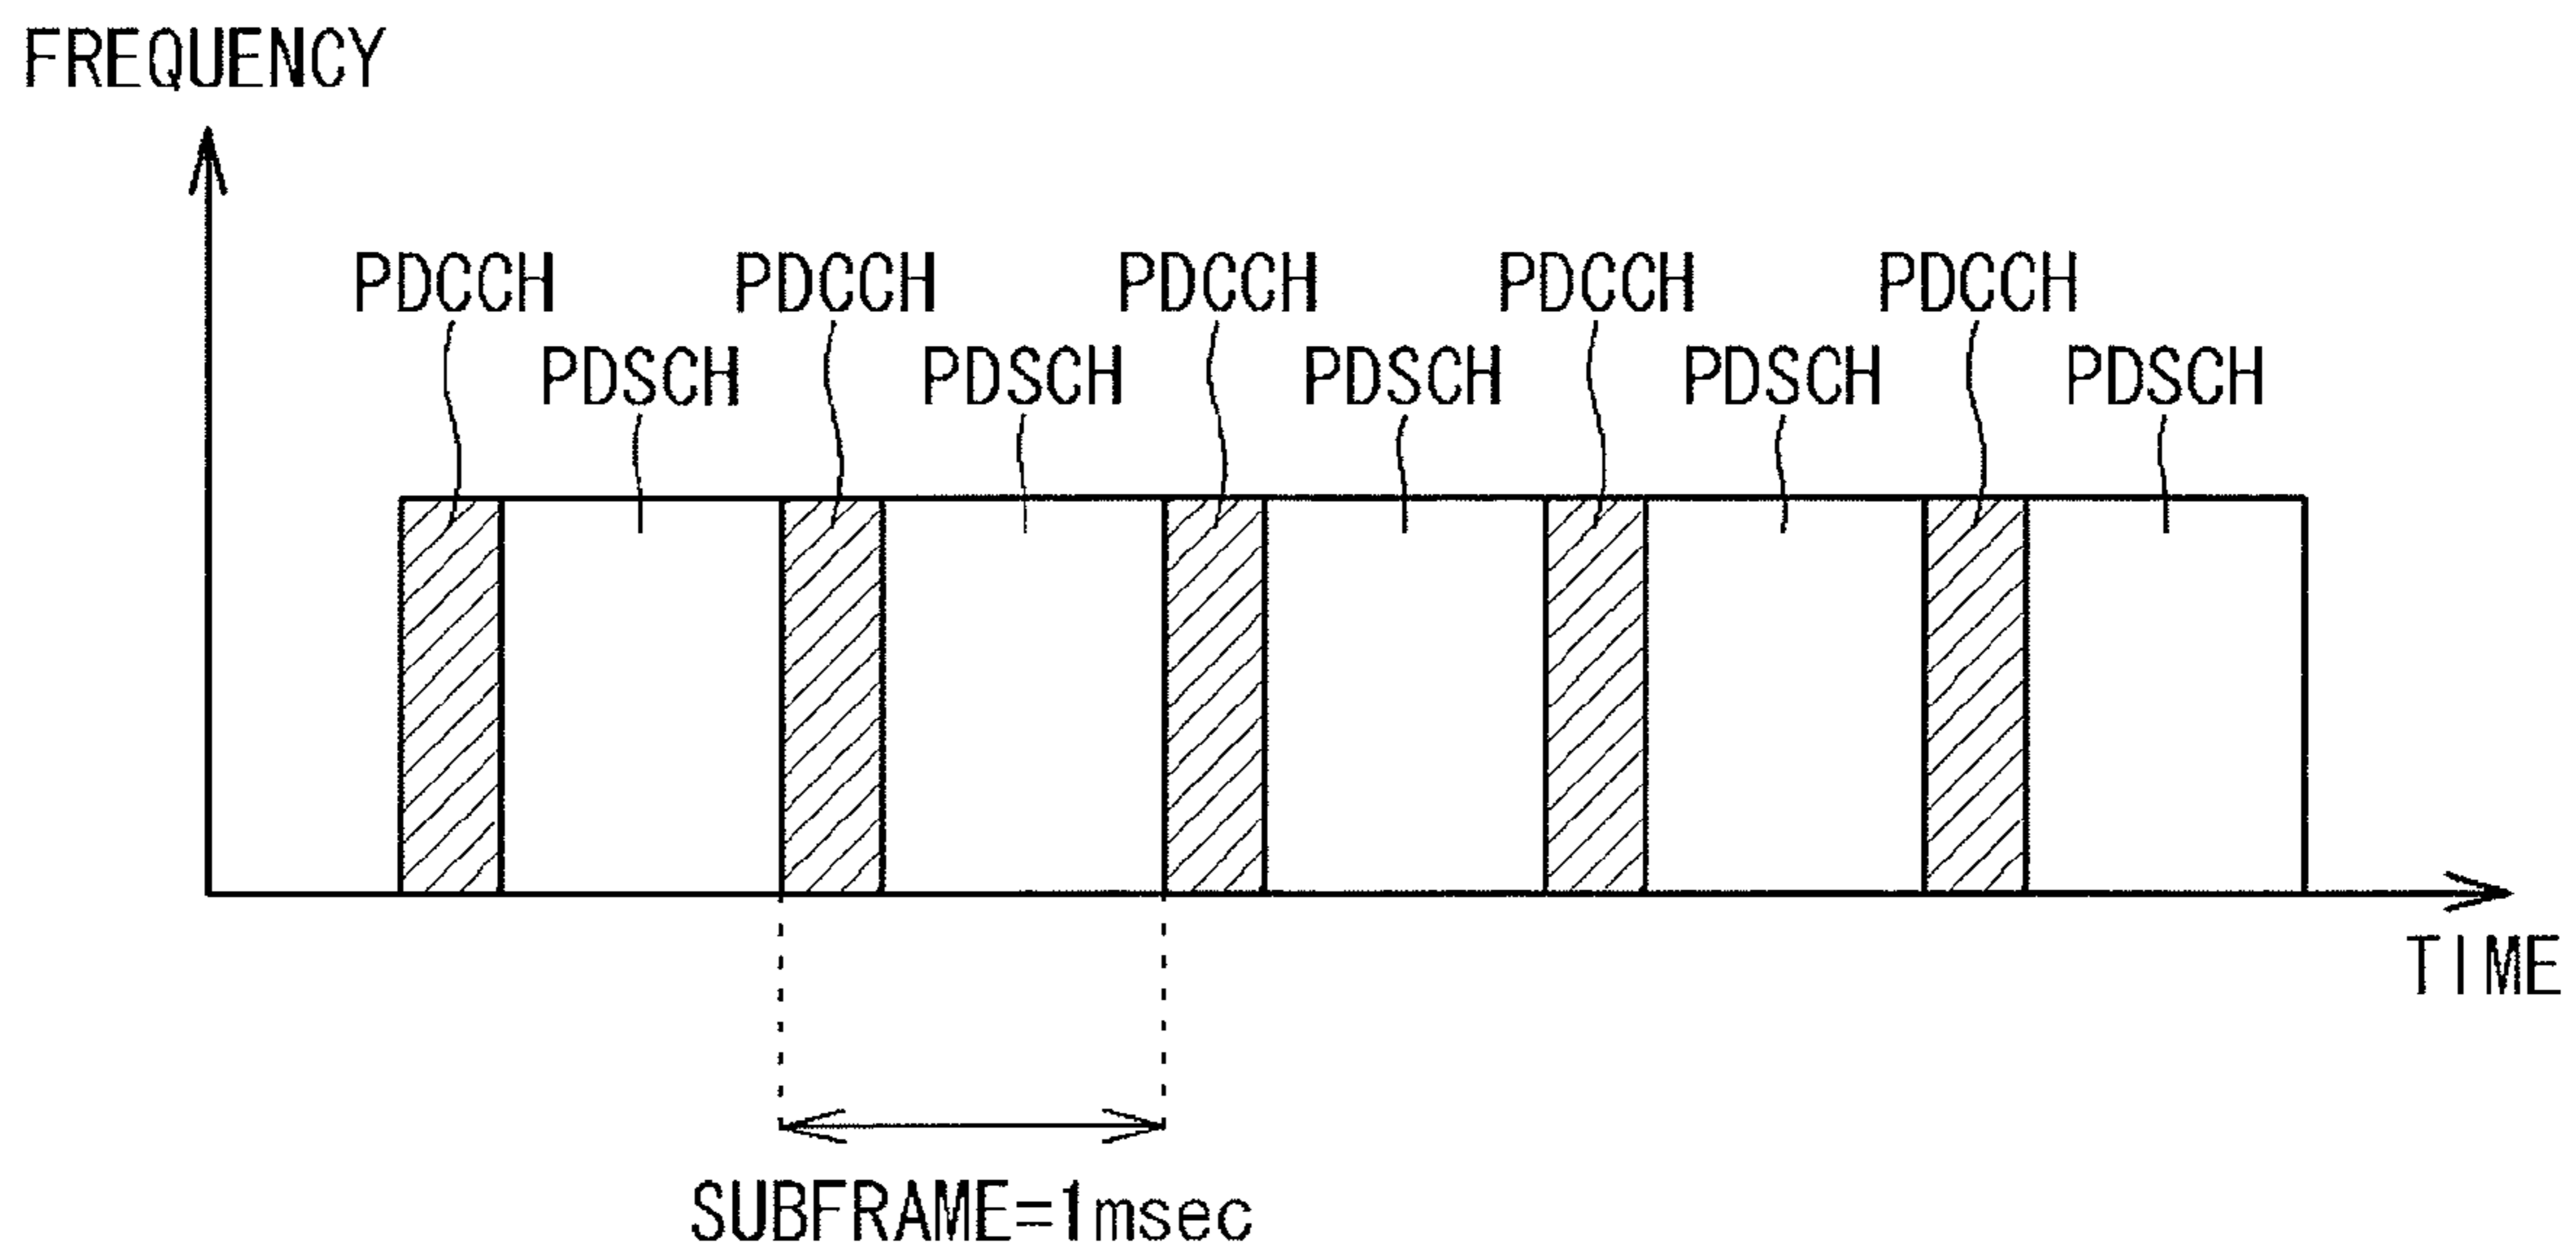 FREQUENCY
PDCCH PDCCH PDCCH PDCCH PDCCH
PDSCH PDSCH PDSCH PDSCH PDSCH
TIME
SUBFRAME=1msec